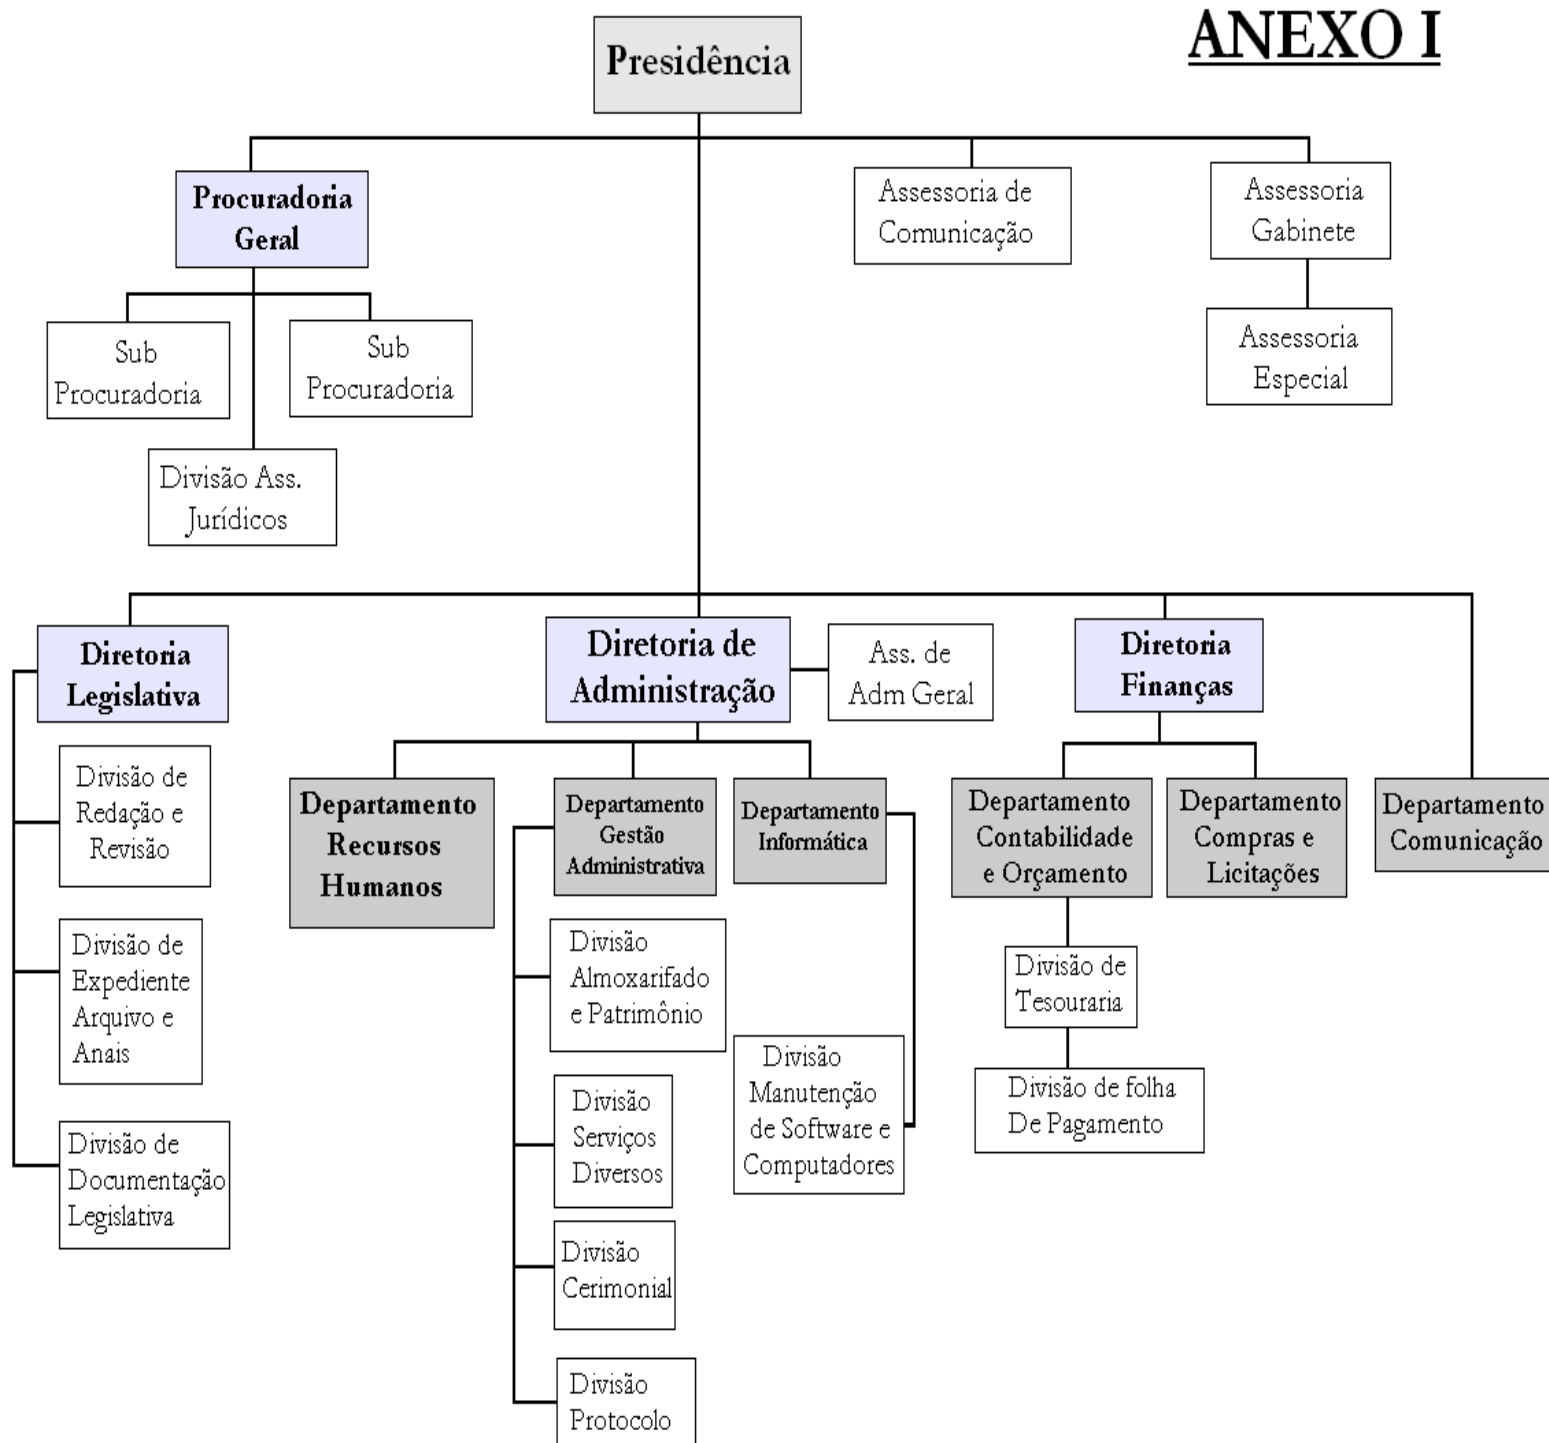 ANEXO I
Presidência
Procuradoria
Geral
Assessoria de
Comunicação
Assessoria
Gabinete
Sub
Procuradoria
Sub
Procuradoria
Assessoria
Especial
Divisão Ass.
Jurídicos
Diretoria
Legislativa
Diretoria de
Administração
Ass. de
Adm Geral
Diretoria
Finanças
Divisão de
Redação e
Revisão
Departamento
Recursos
Humanos
Departamento
Gestão
Administrativa
Departamento
Informática
Departamento
Contabilidade
e Orçamento
Departamento
Compras e
Licitações
Departamento
Comunicação
Divisão de
Expediente
Arquivo e
Anais
Divisão
Almoxarifado
e Patrimônio
Divisão de
Tesouraria
Divisão
Manutenção
de Software e
Computadores
Divisão de folha
De Pagamento
Divisão
Serviços
Diversos
Divisão de
Documentação
Legislativa
Divisão
Cerimonial
Divisão
Protocolo